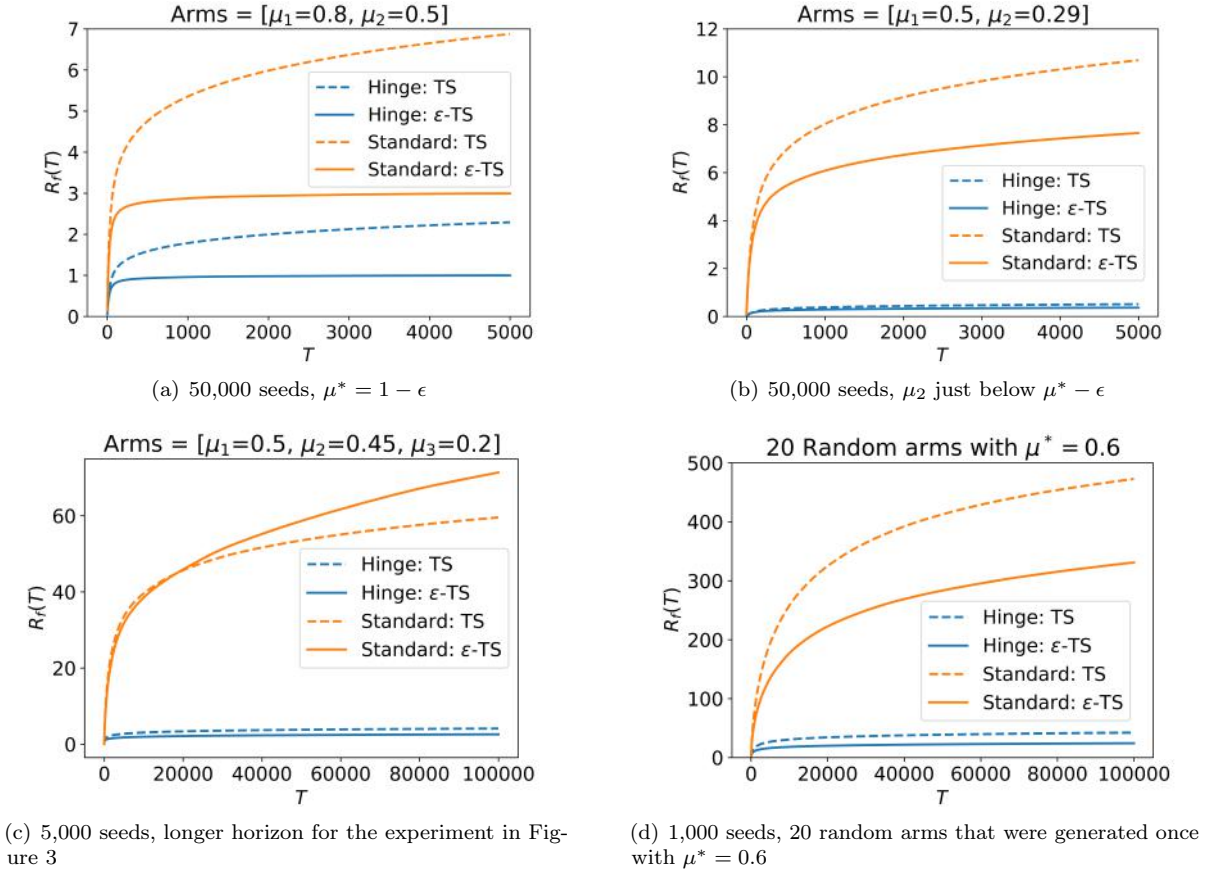 Arms = [μ₁=0.8, μ₂=0.5]
7
6
5
4
3
2
1
0
R_f(T)
Hinge: TS
Hinge: ε-TS
Standard: TS
Standard: ε-TS
0 1000 2000 3000 4000 5000
T
(a) 50,000 seeds, μ* = 1 − ϵ
Arms = [μ₁=0.5, μ₂=0.29]
12
10
8
6
4
2
0
R_f(T)
Hinge: TS
Hinge: ε-TS
Standard: TS
Standard: ε-TS
0 1000 2000 3000 4000 5000
T
(b) 50,000 seeds, μ₂ just below μ* − ϵ
Arms = [μ₁=0.5, μ₂=0.45, μ₃=0.2]
60
40
20
0
R_f(T)
Hinge: TS
Hinge: ε-TS
Standard: TS
Standard: ε-TS
0 20000 40000 60000 80000 100000
T
(c) 5,000 seeds, longer horizon for the experiment in Fig-
ure 3
20 Random arms with μ* = 0.6
500
400
300
200
100
0
R_f(T)
Hinge: TS
Hinge: ε-TS
Standard: TS
Standard: ε-TS
0 20000 40000 60000 80000 100000
T
(d) 1,000 seeds, 20 random arms that were generated once
with μ* = 0.6